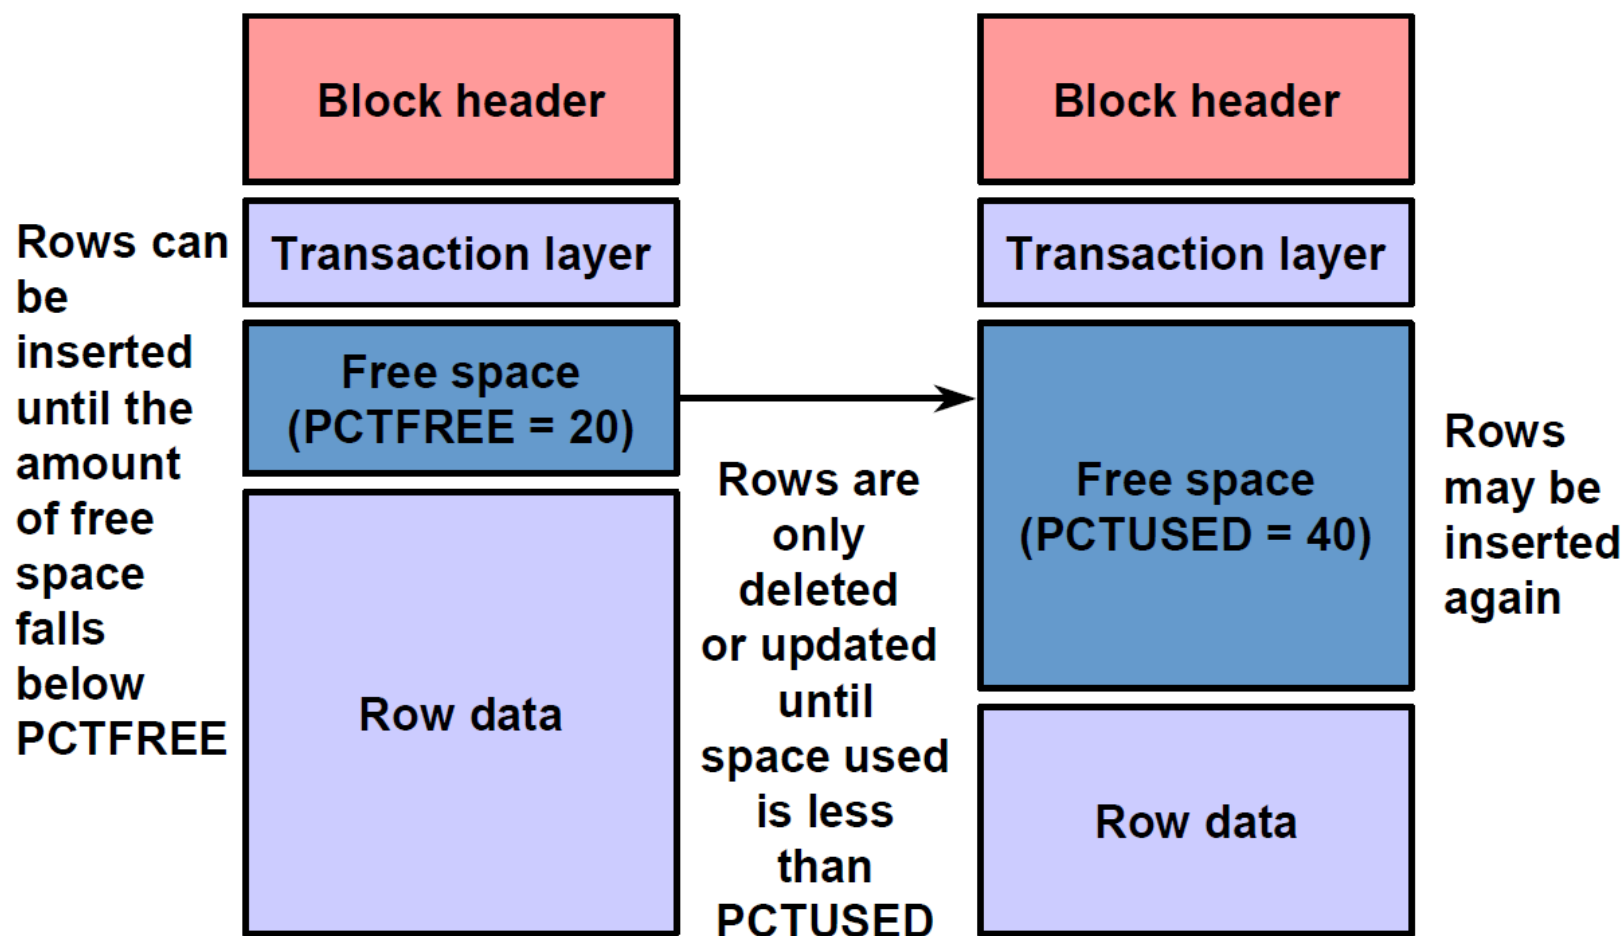 Block header
Transaction layer
Free space
(PCTFREE = 20)
Row data
Rows can
be
inserted
until the
amount
of free
space
falls
below
PCTFREE
Rows are
only
deleted
or updated
until
space used
is less
than
PCTUSED
Block header
Transaction layer
Free space
(PCTUSED = 40)
Row data
Rows
may be
inserted
again